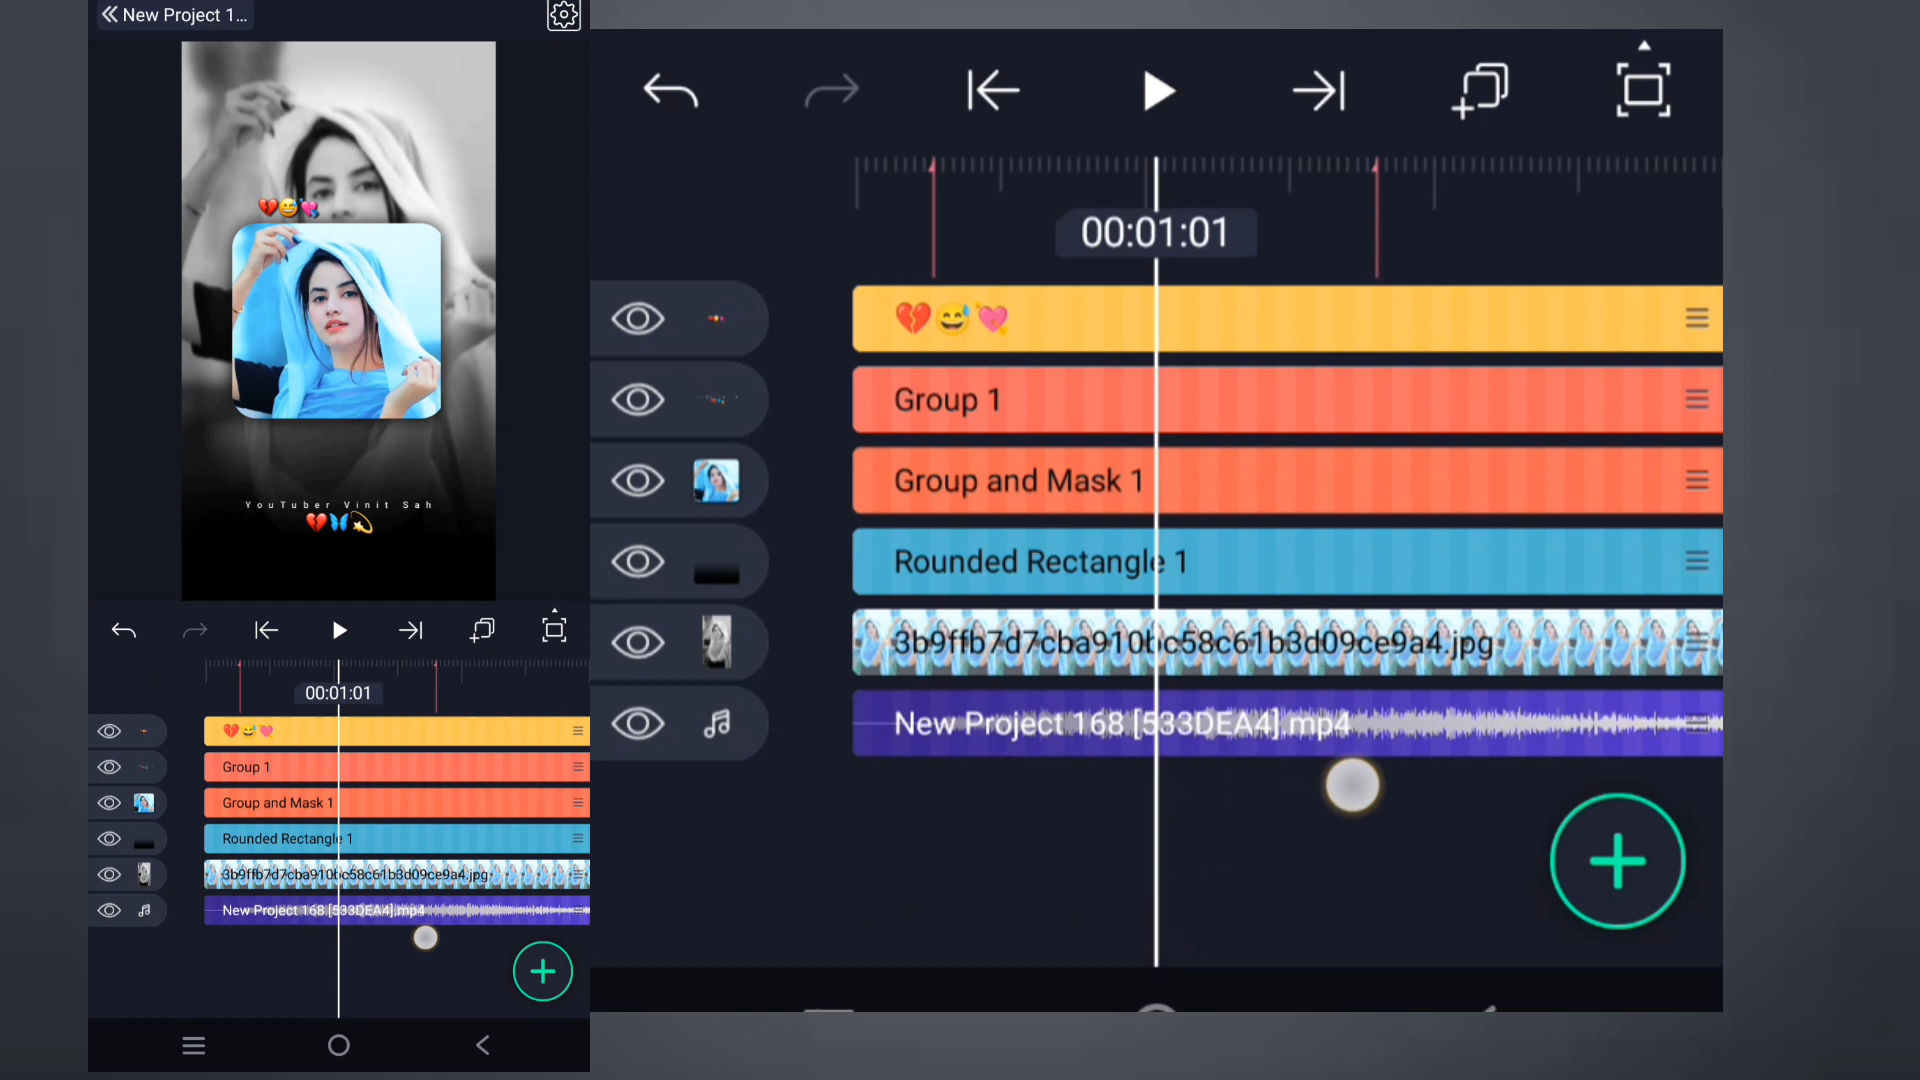 New Project 1...
YouTuber Vinit Sah
💔🦋💫
💔😅💘
00:01:01
💔😅💘
Group 1
Group and Mask 1
Rounded Rectangle 1
3b9ffb7d7cba910bc58c61b3d09ce9a4.jpg
New Project 168 [533DEA4].mp4
00:01:01
💔😅💘
Group 1
Group and Mask 1
Rounded Rectangle 1
3b9ffb7d7cba910bc58c61b3d09ce9a4.jpg
New Project 168 [533DEA4].mp4